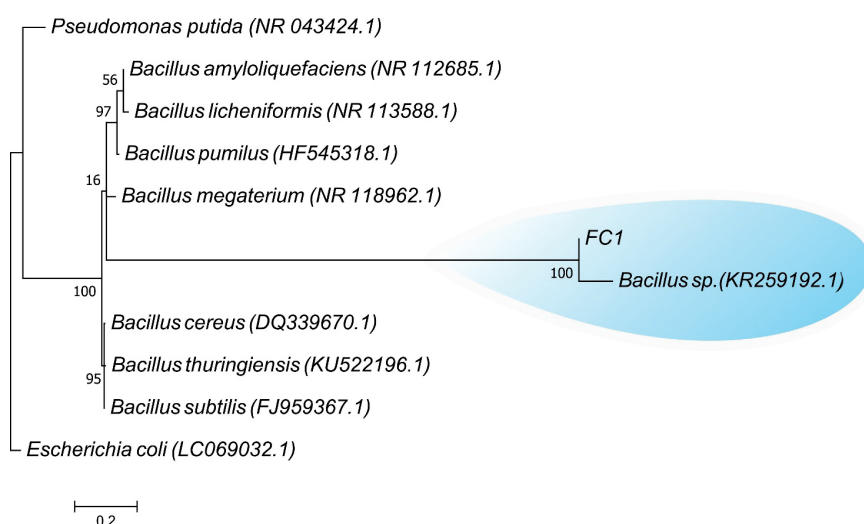 Pseudomonas putida (NR 043424.1)
Bacillus amyloliquefaciens (NR 112685.1)
56
97
Bacillus licheniformis (NR 113588.1)
Bacillus pumilus (HF545318.1)
16
Bacillus megaterium (NR 118962.1)
FC1
100
Bacillus sp.(KR259192.1)
100
Bacillus cereus (DQ339670.1)
Bacillus thuringiensis (KU522196.1)
95
Bacillus subtilis (FJ959367.1)
Escherichia coli (LC069032.1)
0.2